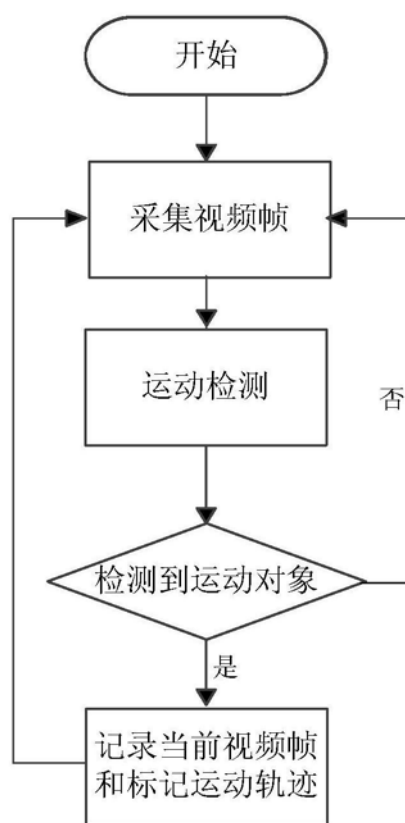 开始
采集视频帧
运动检测
否
检测到运动对象
是
记录当前视频帧
和标记运动轨迹